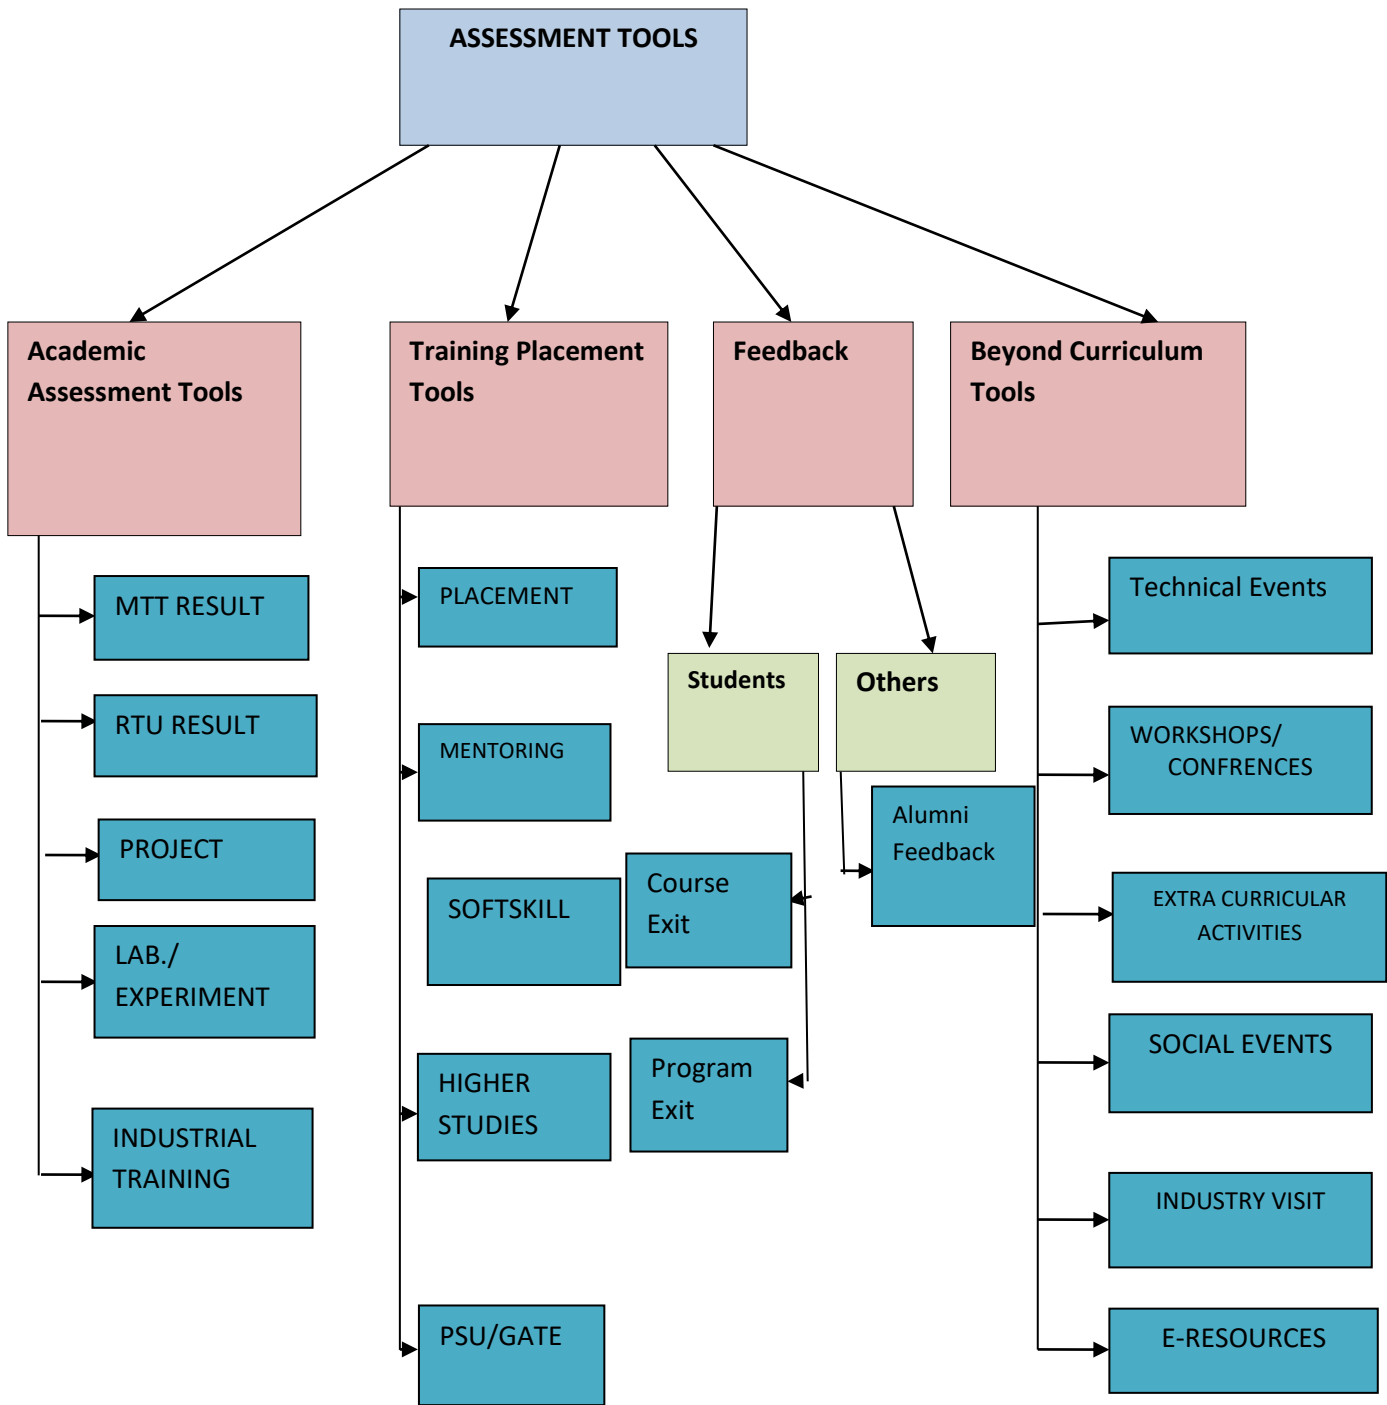 ASSESSMENT TOOLS
Academic
Assessment Tools
Training Placement
Tools
Feedback
Beyond Curriculum
Tools
MTT RESULT
RTU RESULT
PROJECT
LAB./
EXPERIMENT
INDUSTRIAL
TRAINING
PLACEMENT
MENTORING
SOFTSKILL
HIGHER
STUDIES
PSU/GATE
Students
Others
Course
Exit
Program
Exit
Alumni
Feedback
Technical Events
WORKSHOPS/
CONFRENCES
EXTRA CURRICULAR
ACTIVITIES
SOCIAL EVENTS
INDUSTRY VISIT
E-RESOURCES